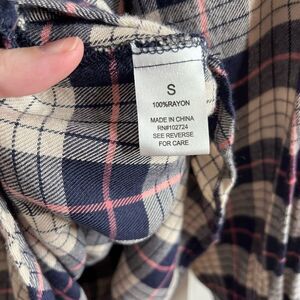 S
100%RAYON
MADE IN CHINA
RN#102724
SEE REVERSE
FOR CARE